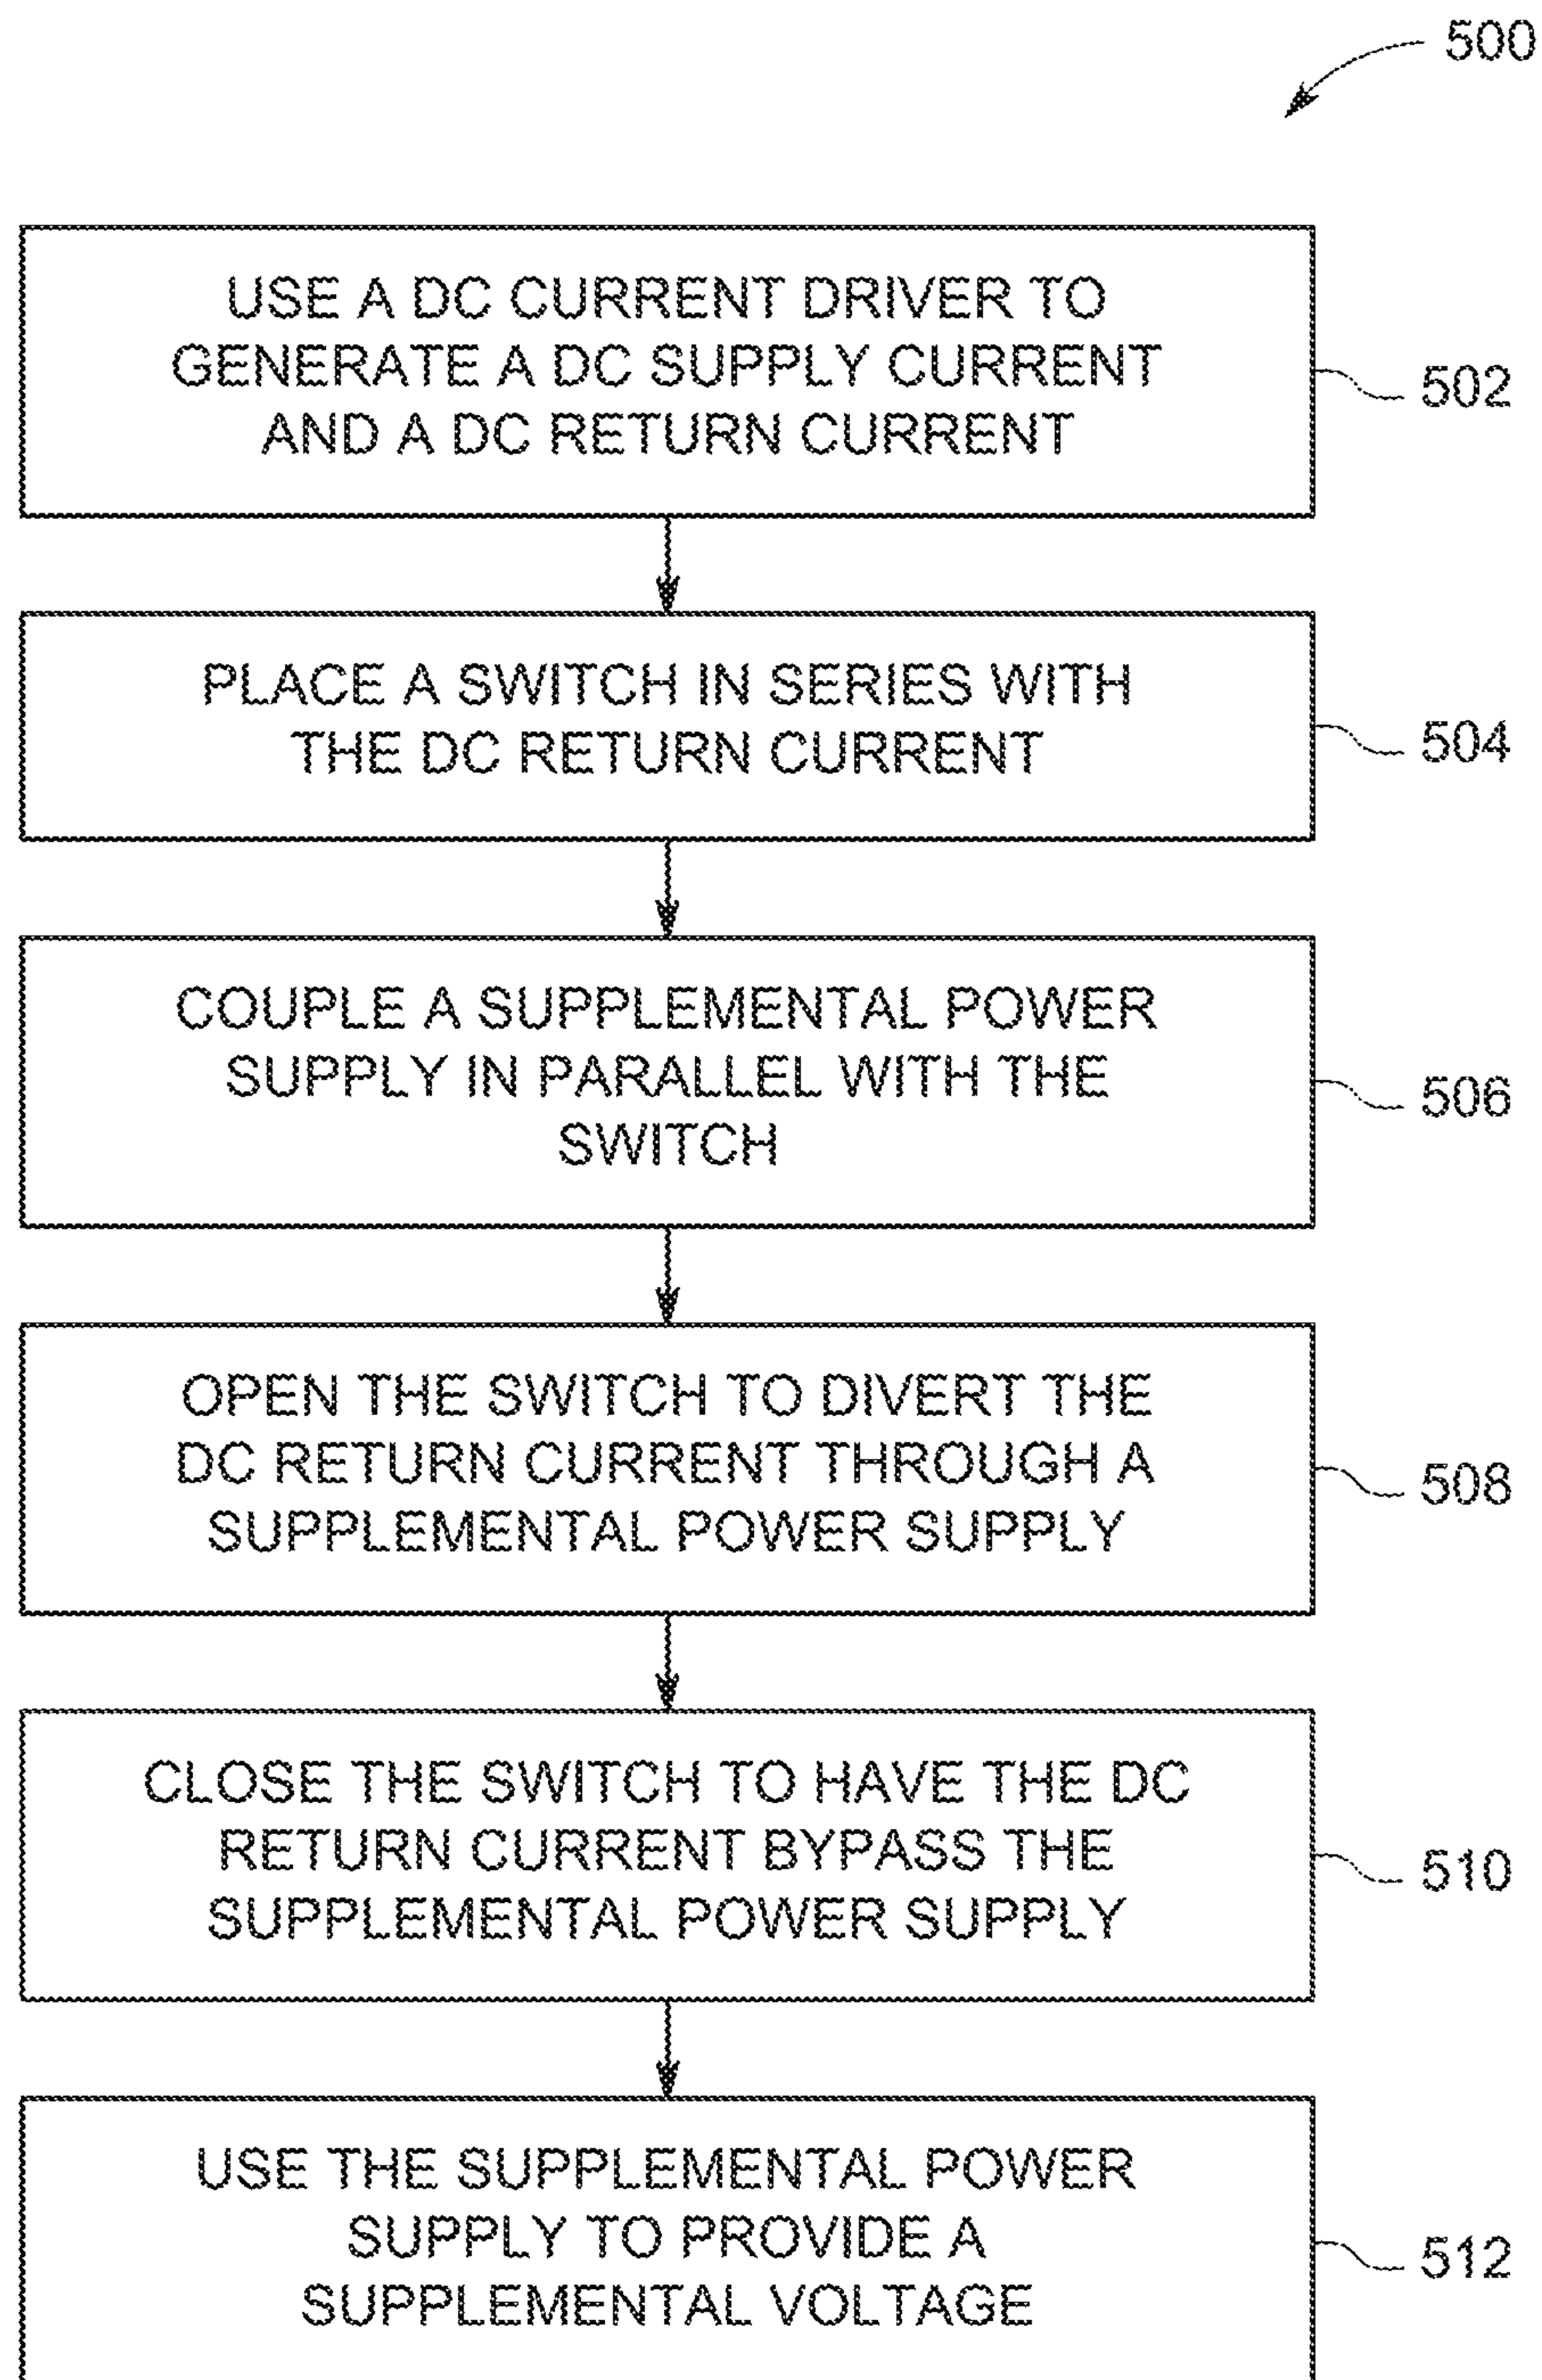 500
USE A DC CURRENT DRIVER TO
GENERATE A DC SUPPLY CURRENT
AND A DC RETURN CURRENT
502
PLACE A SWITCH IN SERIES WITH
THE DC RETURN CURRENT
504
COUPLE A SUPPLEMENTAL POWER
SUPPLY IN PARALLEL WITH THE
SWITCH
506
OPEN THE SWITCH TO DIVERT THE
DC RETURN CURRENT THROUGH A
SUPPLEMENTAL POWER SUPPLY
508
CLOSE THE SWITCH TO HAVE THE DC
RETURN CURRENT BYPASS THE
SUPPLEMENTAL POWER SUPPLY
510
USE THE SUPPLEMENTAL POWER
SUPPLY TO PROVIDE A
SUPPLEMENTAL VOLTAGE
512